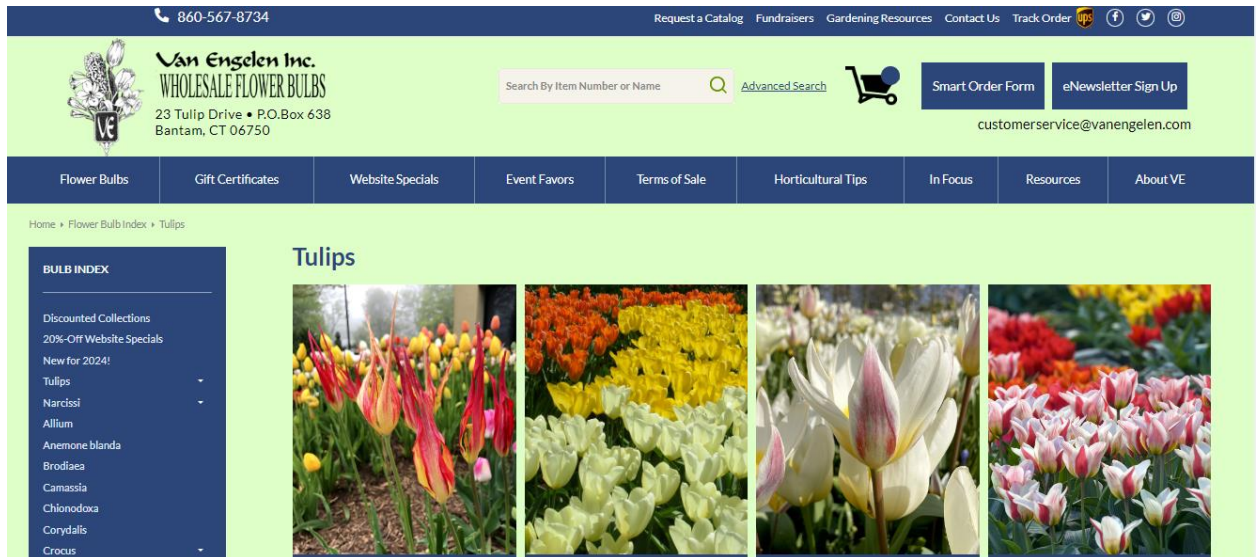 860-567-8734
Request a Catalog Fundraisers Gardening Resources Contact Us Track Order ups
Van Engelen Inc.
WHOLESALE FLOWER BULBS
23 Tulip Drive • P.O.Box 638
Bantam, CT 06750
VE
Search By Item Number or Name
Advanced Search
Smart Order Form
eNewsletter Sign Up
customerservice@vanengelen.com
Flower Bulbs Gift Certificates Website Specials Event Favors Terms of Sale Horticultural Tips In Focus Resources About VE
Home Flower Bulb Index Tulips
BULB INDEX
Discounted Collections
20%-Off Website Specials
New for 2024!
Tulips
Narcissi
Allium
Anemone blanda
Brodiaea
Camassia
Chionodoxa
Corydalis
Crocus
Tulips